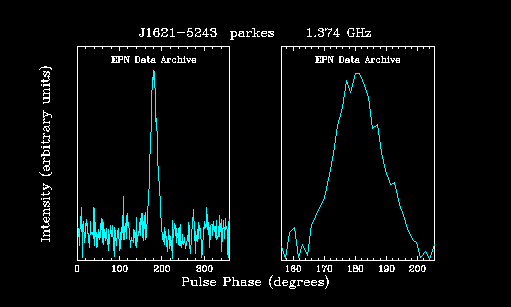 J1621-5243 parkes 1.374 GHz
EPN Data Archive EPN Data Archive
Intensity (arbitrary units)
0 100 200 300 160 170 180 190 200
Pulse Phase (degrees)